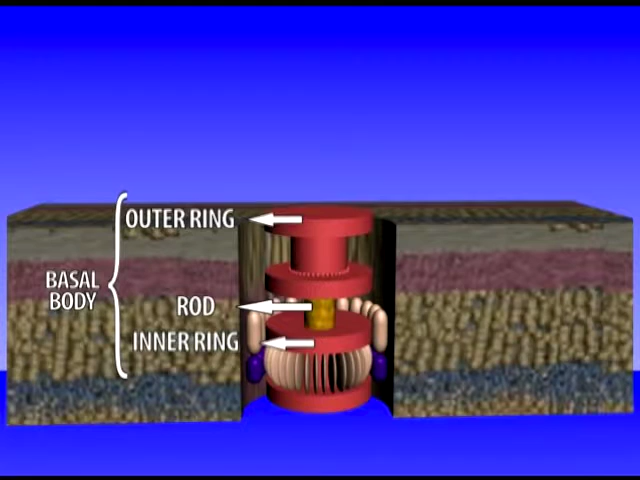 OUTER RING
BASAL
BODY
ROD
INNER RING